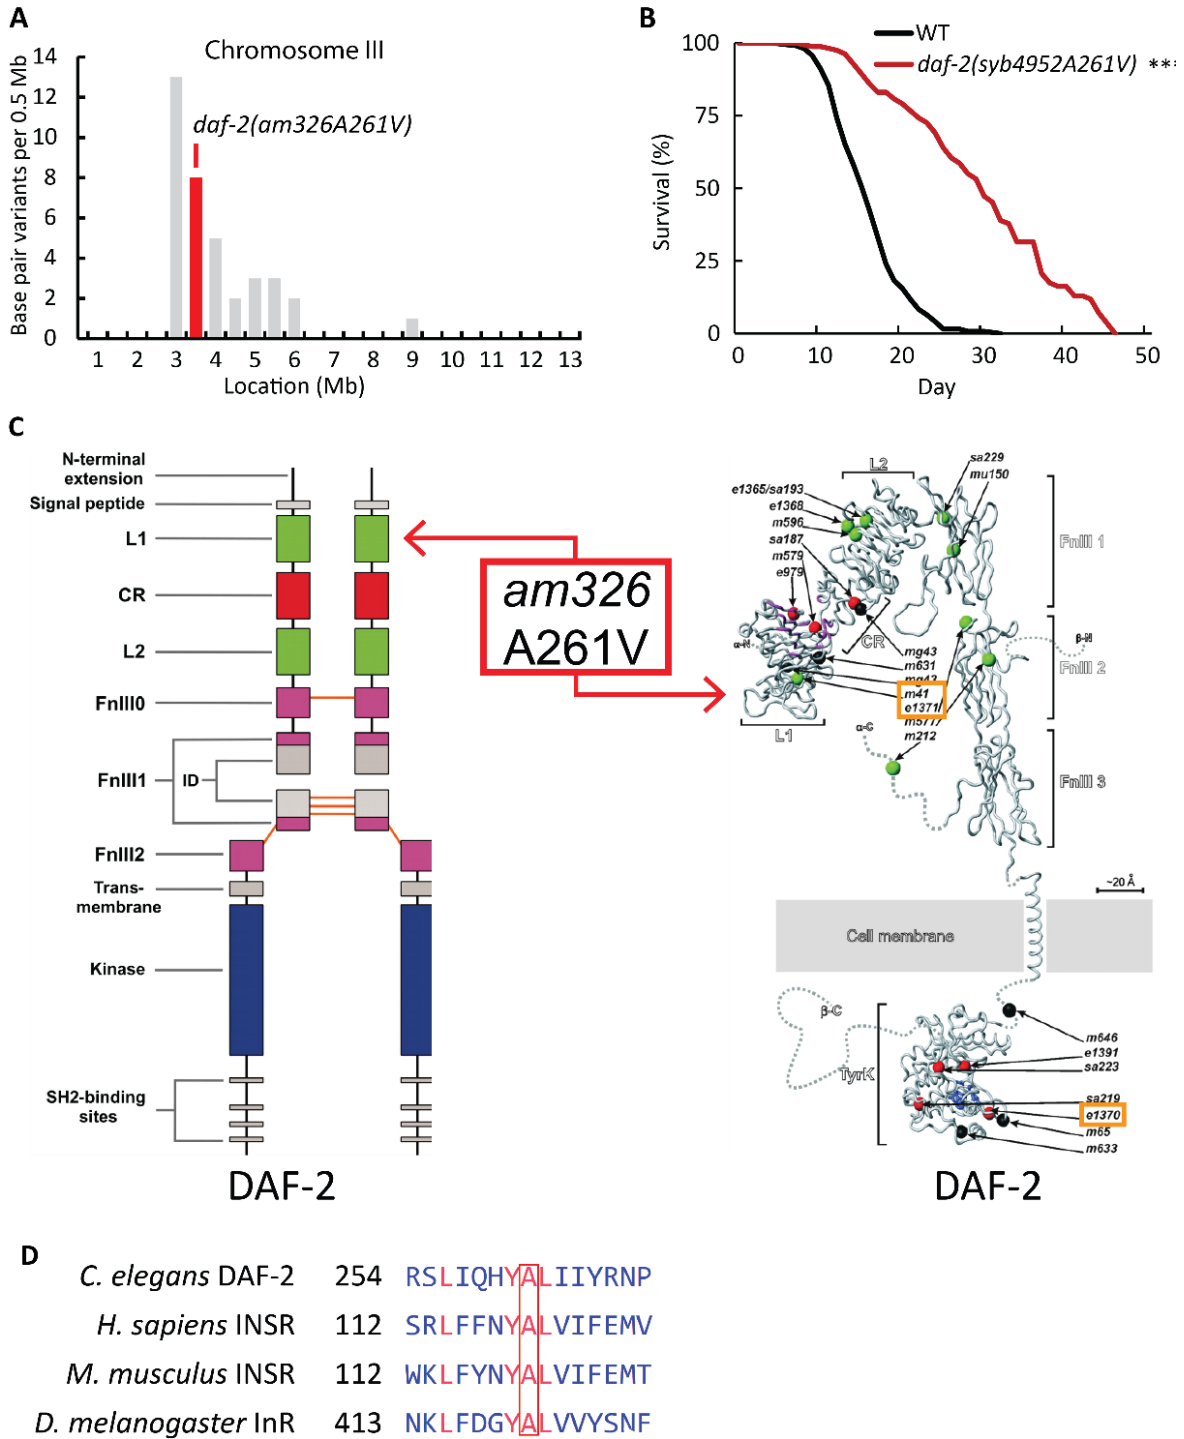 A
Chromosome III
Base pair variants per 0.5 Mb
14
12
10
8
6
4
2
0
daf-2(am326A261V)
1 2 3 4 5 6 7 8 9 10 11 12 13
Location (Mb)
B
WT
daf-2(syb4952A261V) ***
Survival (%)
100
75
50
25
0
0 10 20 30 40 50
Day
C
N-terminal
extension
Signal peptide
L1
CR
L2
FnIII0
FnIII1
ID
FnIII2
Trans-
membrane
Kinase
SH2-binding
sites
DAF-2
am326
A261V
L2
sa229
mu150
e1365/sa193
e1368
m596
sa187
m579
e979
FnIII 1
α-N
CR
mg43
m631
m41
e1371
m577
m212
β-N
FnIII 2
L1
α-C
FnIII 3
~20 Å
Cell membrane
β-C
TyrK
m646
e1391
sa223
sa219
e1370
m65
m633
DAF-2
D
C. elegans DAF-2 254 RSLIQHYALIIYRNP
H. sapiens INSR 112 SRLFFNYALVIFEMV
M. musculus INSR 112 WKLFYNYALVIFEMT
D. melanogaster InR 413 NKLFDGYALVVYSNF